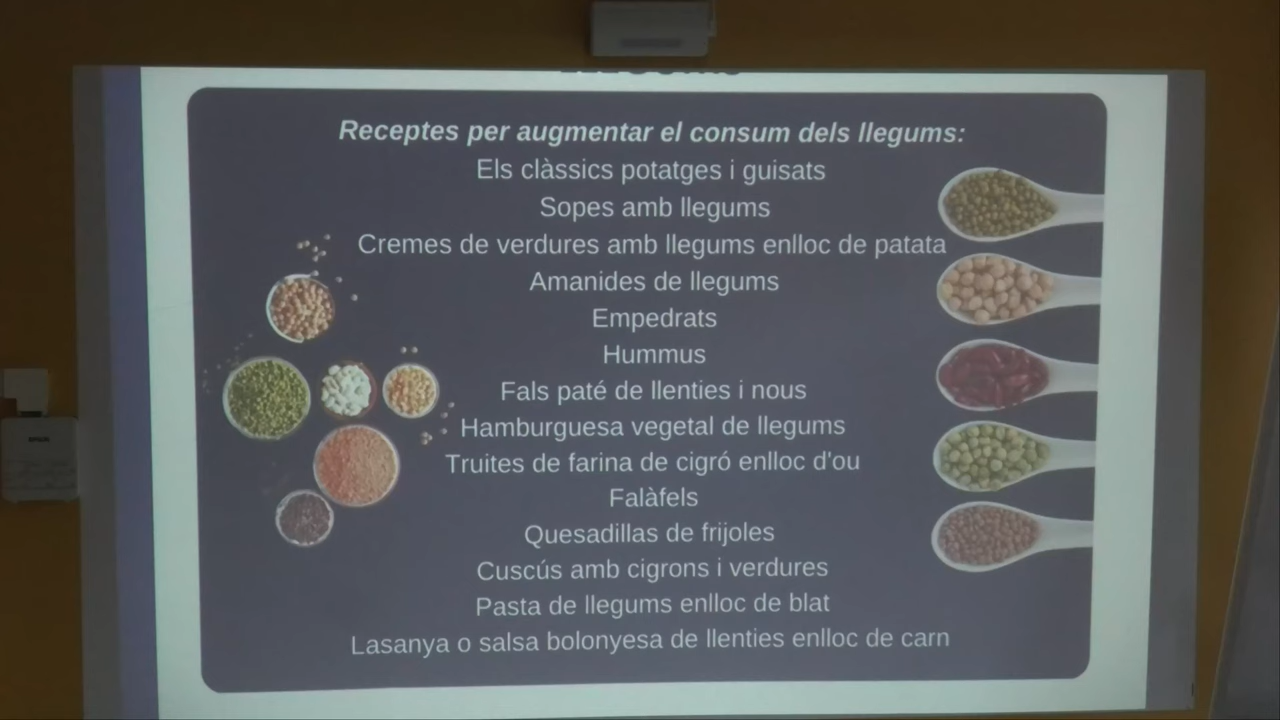 Receptes per augmentar el consum dels llegums:
Els clàssics potatges i guisats
Sopes amb llegums
Cremes de verdures amb llegums enlloc de patata
Amanides de llegums
Empedrats
Hummus
Fals paté de llenties i nous
Hamburguesa vegetal de llegums
Truites de farina de cigró enlloc d'ou
Falàfels
Quesadillas de frijoles
Cuscús amb cigrons i verdures
Pasta de llegums enlloc de blat
Lasanya o salsa bolonyesa de llenties enlloc de carn